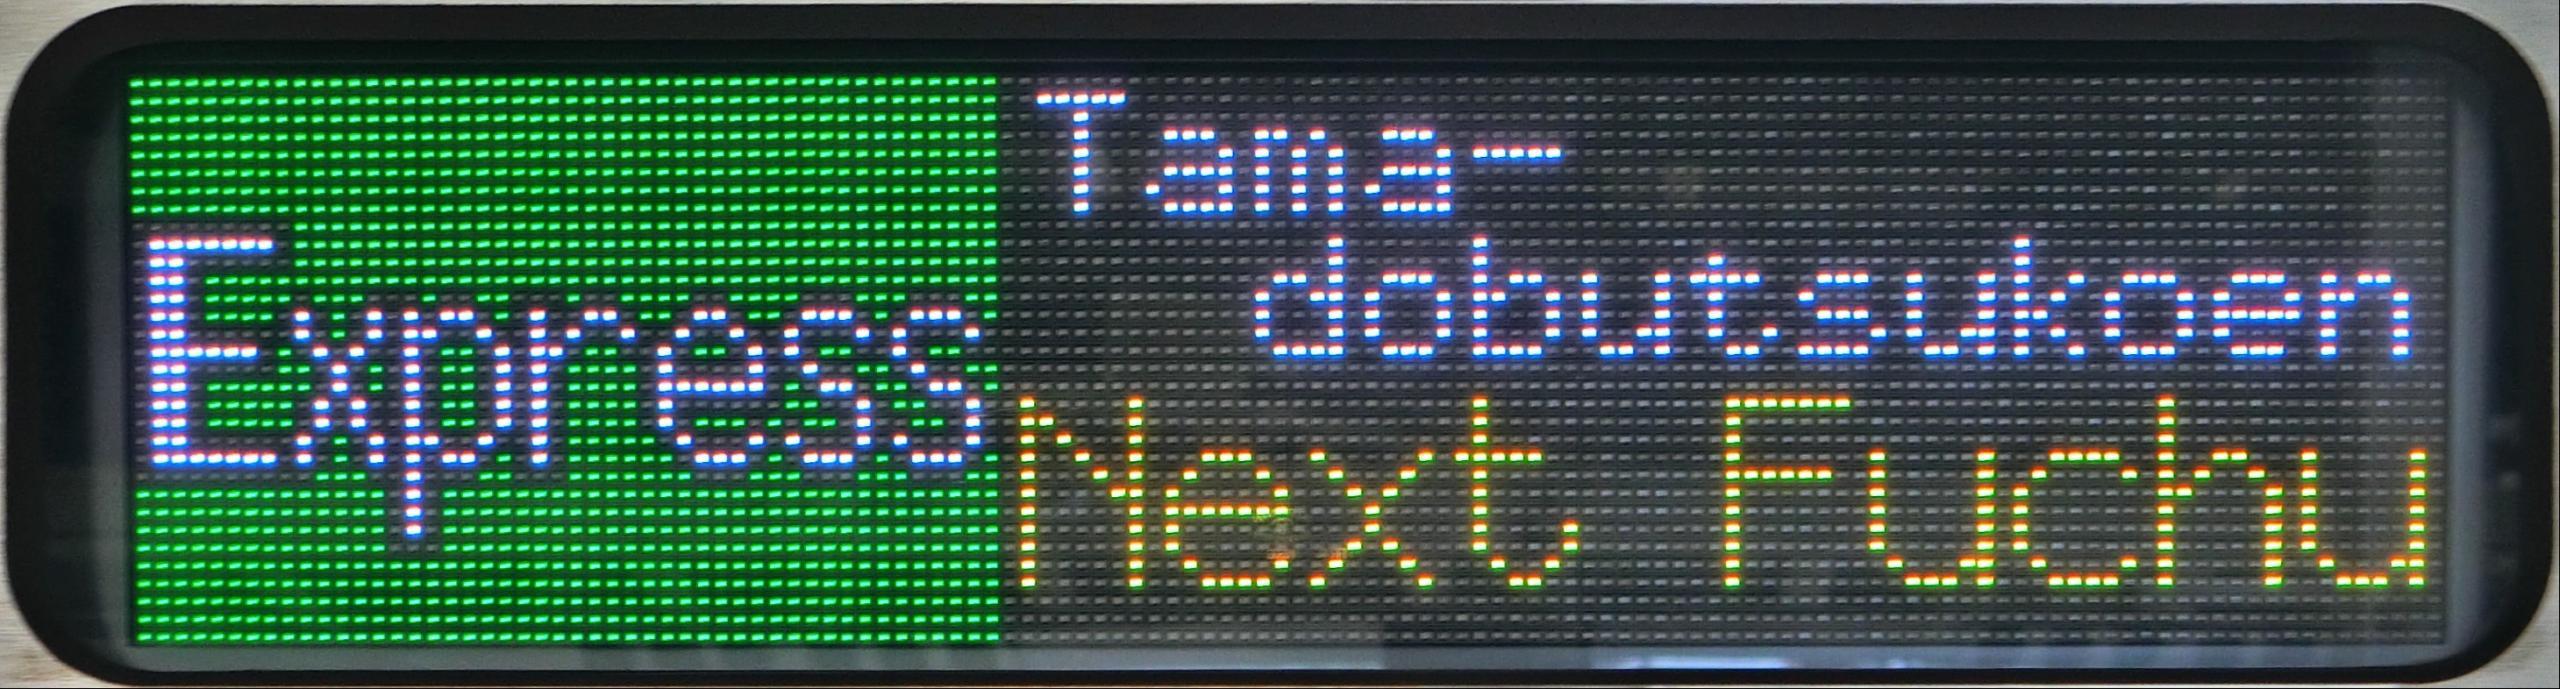 Express
Tama-
dobutsukoen
Next Fuchu